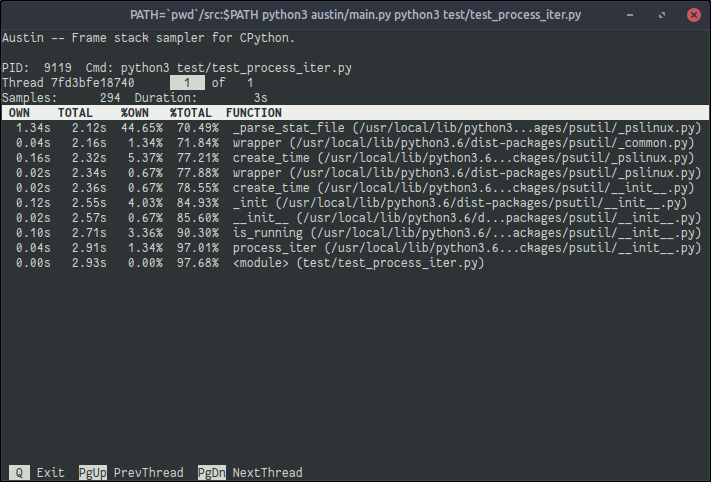 PATH=`pwd`/src:$PATH python3 austin/main.py python3 test/test_process_iter.py
Austin -- Frame stack sampler for CPython.
PID:  9119  Cmd: python3 test/test_process_iter.py
Thread 7fd3bfe18740      1   of   1
Samples:      294  Duration:        3s
OWN    TOTAL    %OWN   %TOTAL  FUNCTION
1.34s   2.12s  44.65%  70.49%  _parse_stat_file (/usr/local/lib/python3...ages/psutil/_pslinux.py)
0.04s   2.16s   1.34%  71.84%  wrapper (/usr/local/lib/python3.6/dist-packages/psutil/_common.py)
0.16s   2.32s   5.37%  77.21%  create_time (/usr/local/lib/python3.6...ckages/psutil/_pslinux.py)
0.02s   2.34s   0.67%  77.88%  wrapper (/usr/local/lib/python3.6/dist-packages/psutil/_pslinux.py)
0.02s   2.36s   0.67%  78.55%  create_time (/usr/local/lib/python3.6...ckages/psutil/__init__.py)
0.12s   2.55s   4.03%  84.93%  _init (/usr/local/lib/python3.6/dist-packages/psutil/__init__.py)
0.02s   2.57s   0.67%  85.60%  __init__ (/usr/local/lib/python3.6/d...packages/psutil/__init__.py)
0.10s   2.71s   3.36%  90.30%  is_running (/usr/local/lib/python3.6/...ackages/psutil/__init__.py)
0.04s   2.91s   1.34%  97.01%  process_iter (/usr/local/lib/python3.6...ckages/psutil/__init__.py)
0.00s   2.93s   0.00%  97.68%  <module> (test/test_process_iter.py)
Q  Exit  PgUp PrevThread  PgDn NextThread